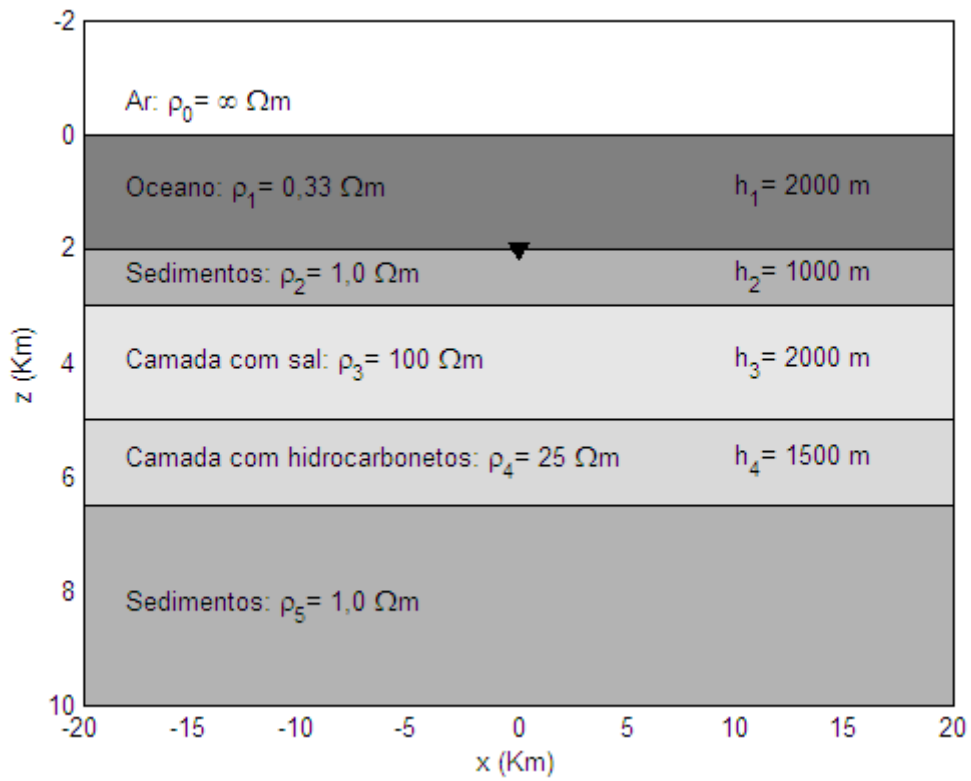 -2
Ar: ρ0= ∞ Ωm
0
Oceano: ρ1= 0,33 Ωm h1= 2000 m
2
Sedimentos: ρ2= 1,0 Ωm h2= 1000 m
z (Km)
4
Camada com sal: ρ3= 100 Ωm h3= 2000 m
6
Camada com hidrocarbonetos: ρ4= 25 Ωm h4= 1500 m
8
Sedimentos: ρ5= 1,0 Ωm
10
-20 -15 -10 -5 0 5 10 15 20
x (Km)